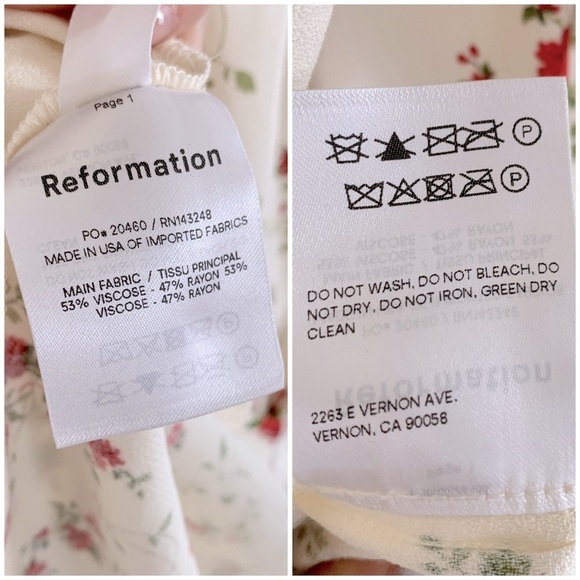 Page 1
Reformation
PO# 20460 / RN143248
MADE IN USA OF IMPORTED FABRICS
MAIN FABRIC / TISSU PRINCIPAL
53% VISCOSE - 47% RAYON 53%
VISCOSE - 47% RAYON
P
P
DO NOT WASH, DO NOT BLEACH, DO
NOT DRY, DO NOT IRON, GREEN DRY
CLEAN
2263 E VERNON AVE.
VERNON, CA 90058